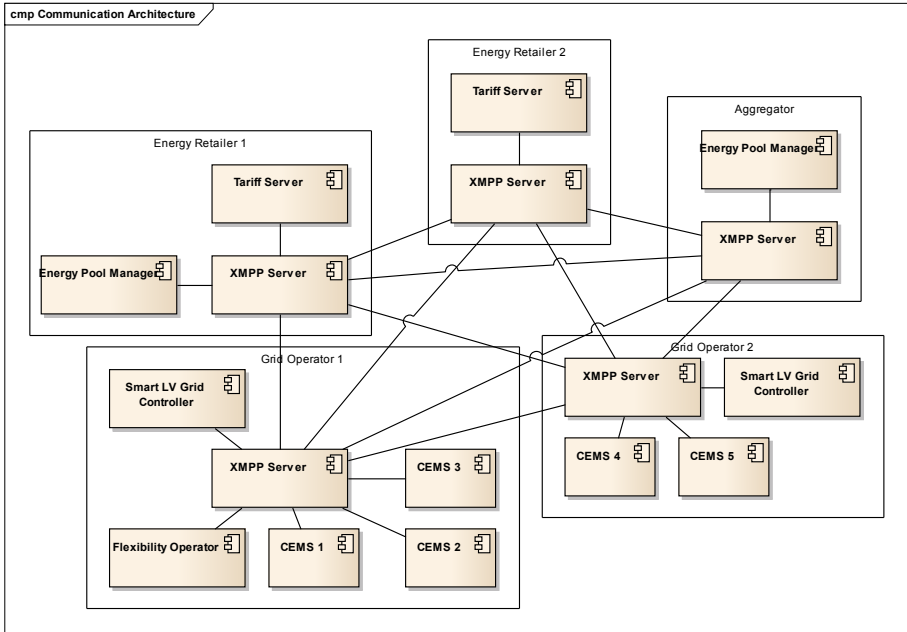 cmp Communication Architecture
Energy Retailer 2
Tariff Server
XMPP Server
Aggregator
Energy Pool Manager
XMPP Server
Energy Retailer 1
Tariff Server
Energy Pool Manager
XMPP Server
Grid Operator 1
Smart LV Grid
Controller
XMPP Server
CEMS 3
Flexibility Operator
CEMS 1
CEMS 2
Grid Operator 2
XMPP Server
Smart LV Grid
Controller
CEMS 4
CEMS 5